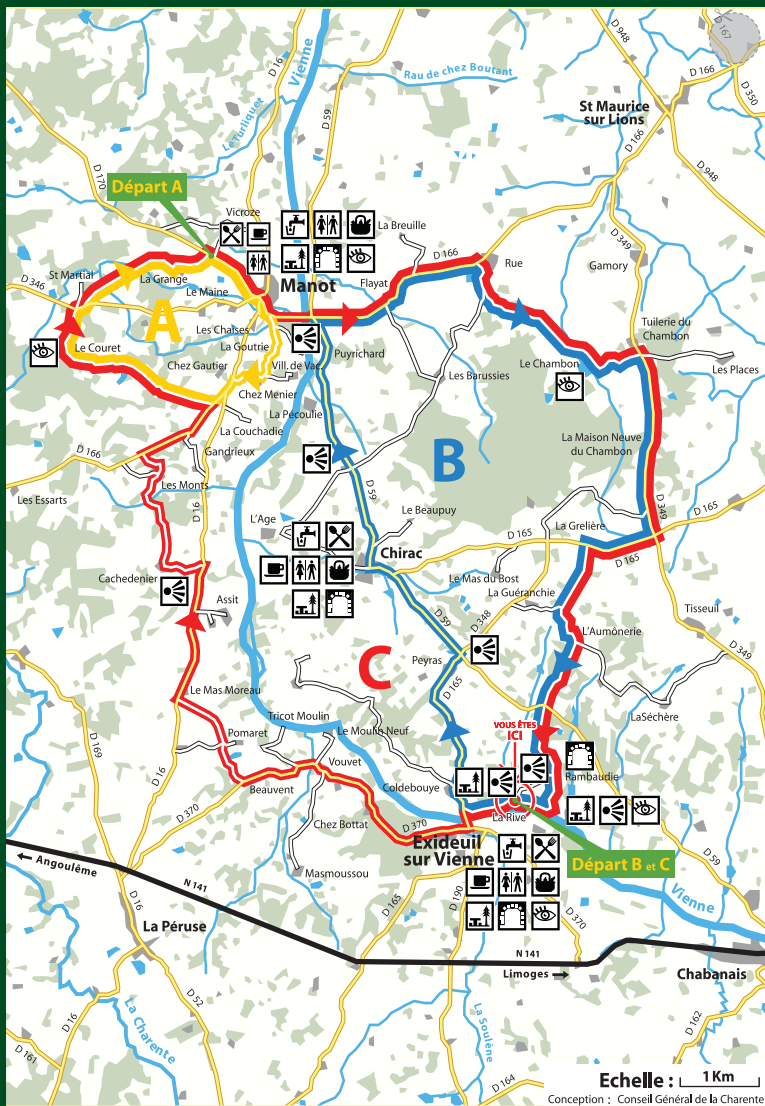 D 16
Vienne
Rau de chez Boutant
D 948
D 167
D 166
D 350
St Maurice
sur Lions
Le Turliquet
D 59
D 166
D 170
Départ A
D 948
Vicroze
La Breuille
D 166
Rue
D 349
Gamory
St Martial
La Grange
D 346
Le Maine
Manot
Flayat
A
Les Chaises
La Goutrie
Puyrichard
Tuilerie du
Chambon
Le Couret
Chez Gautier
Vill. de Vac.
Le Chambon
Les Places
Les Barussies
Chez Menier
La Pécoulie
La Couchadie
B
La Maison Neuve
du Chambon
Gandrieux
D 166
D 59
Les Monts
Les Essarts
D 16
L'Age
Le Beaupuy
La Grelière
D 165
D 349
D 165
D 165
Chirac
Cachedenier
Le Mas du Bost
La Guéranchie
Assit
D 59
D 348
Tisseuil
L'Aumônerie
D 349
C
Peyras
D 165
Le Mas Moreau
Tricot Moulin
Le Moulin Neuf
VOUS ÊTES
ICI
LaSéchère
D 169
Pomaret
Vouvet
D 16
Coldebouye
Rambaudie
Beauvent
D 370
La Rive
Chez Bottat
D 370
Exideuil
sur Vienne
Départ B et C
D 59
Angoulême
Masmoussou
N 141
D 165
D 190
D 370
Vienne
D 16
La Péruse
N 141
Limoges
Chabanais
La Charente
D 16
D 52
La Soulène
D 162
D 161
D 164
Echelle : 1 Km
Conception : Conseil Général de la Charente